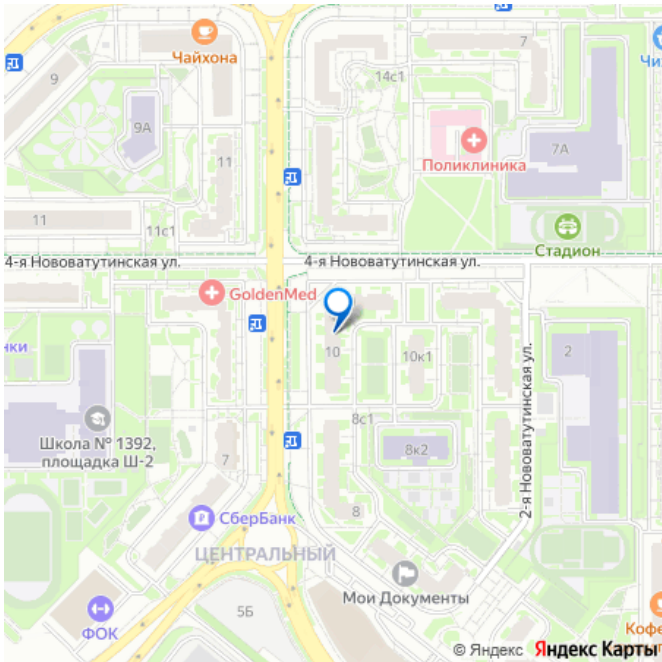 Чайхона
7
9
14с1
Чи
9А
Поликлиника
7А
11
11
11с1
Стадион
4-я Нововатутинская ул.
4-я Нововатутинская ул.
GoldenMed
нки
10
10к1
2
2-я Нововатутинская ул.
8с1
Школа № 1392,
площадка Ш-2
8к2
7
8
СберБанк
ЦЕНТРАЛЬНЫЙ
Мои Документы
5Б
ФОК
Кофе
© Яндекс Яндекс Карты